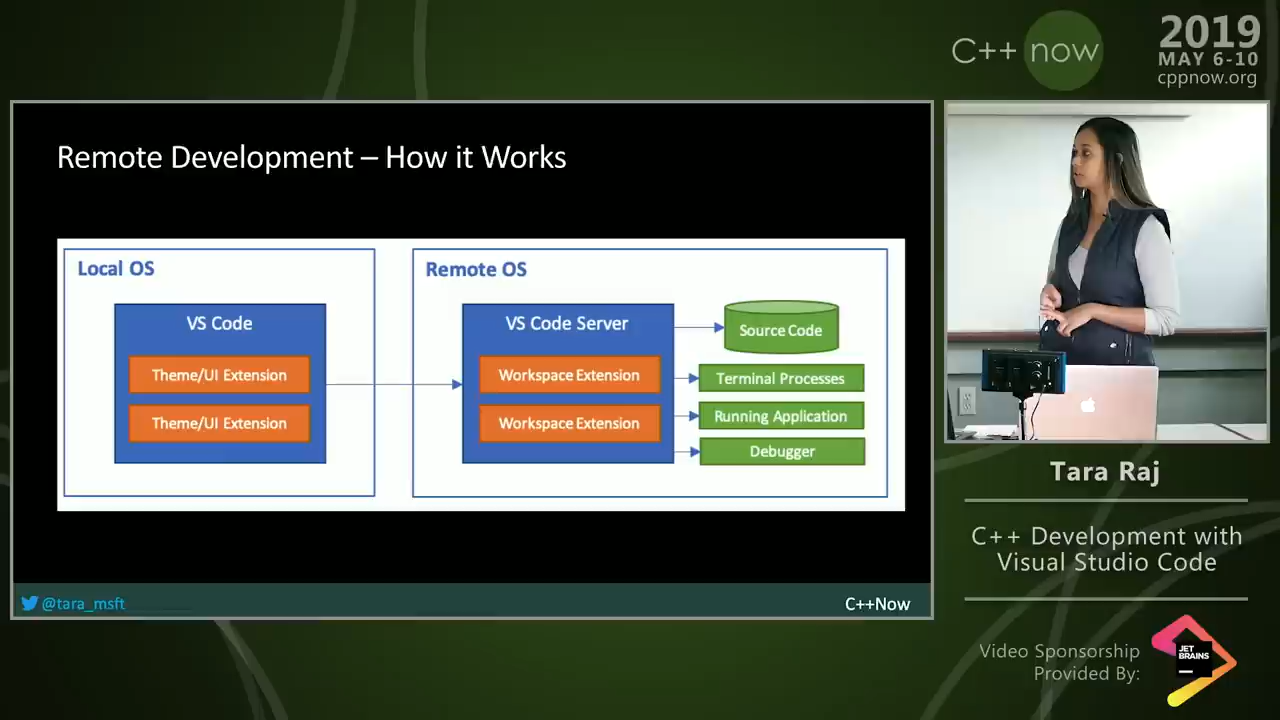 C++ now
2019
MAY 6-10
cppnow.org
Remote Development – How it Works
Local OS
VS Code
Theme/UI Extension
Theme/UI Extension
Remote OS
VS Code Server
Workspace Extension
Workspace Extension
Source Code
Terminal Processes
Running Application
Debugger
@tara_msft
C++Now
Tara Raj
C++ Development with
Visual Studio Code
Video Sponsorship
Provided By:
JET
BRAINS